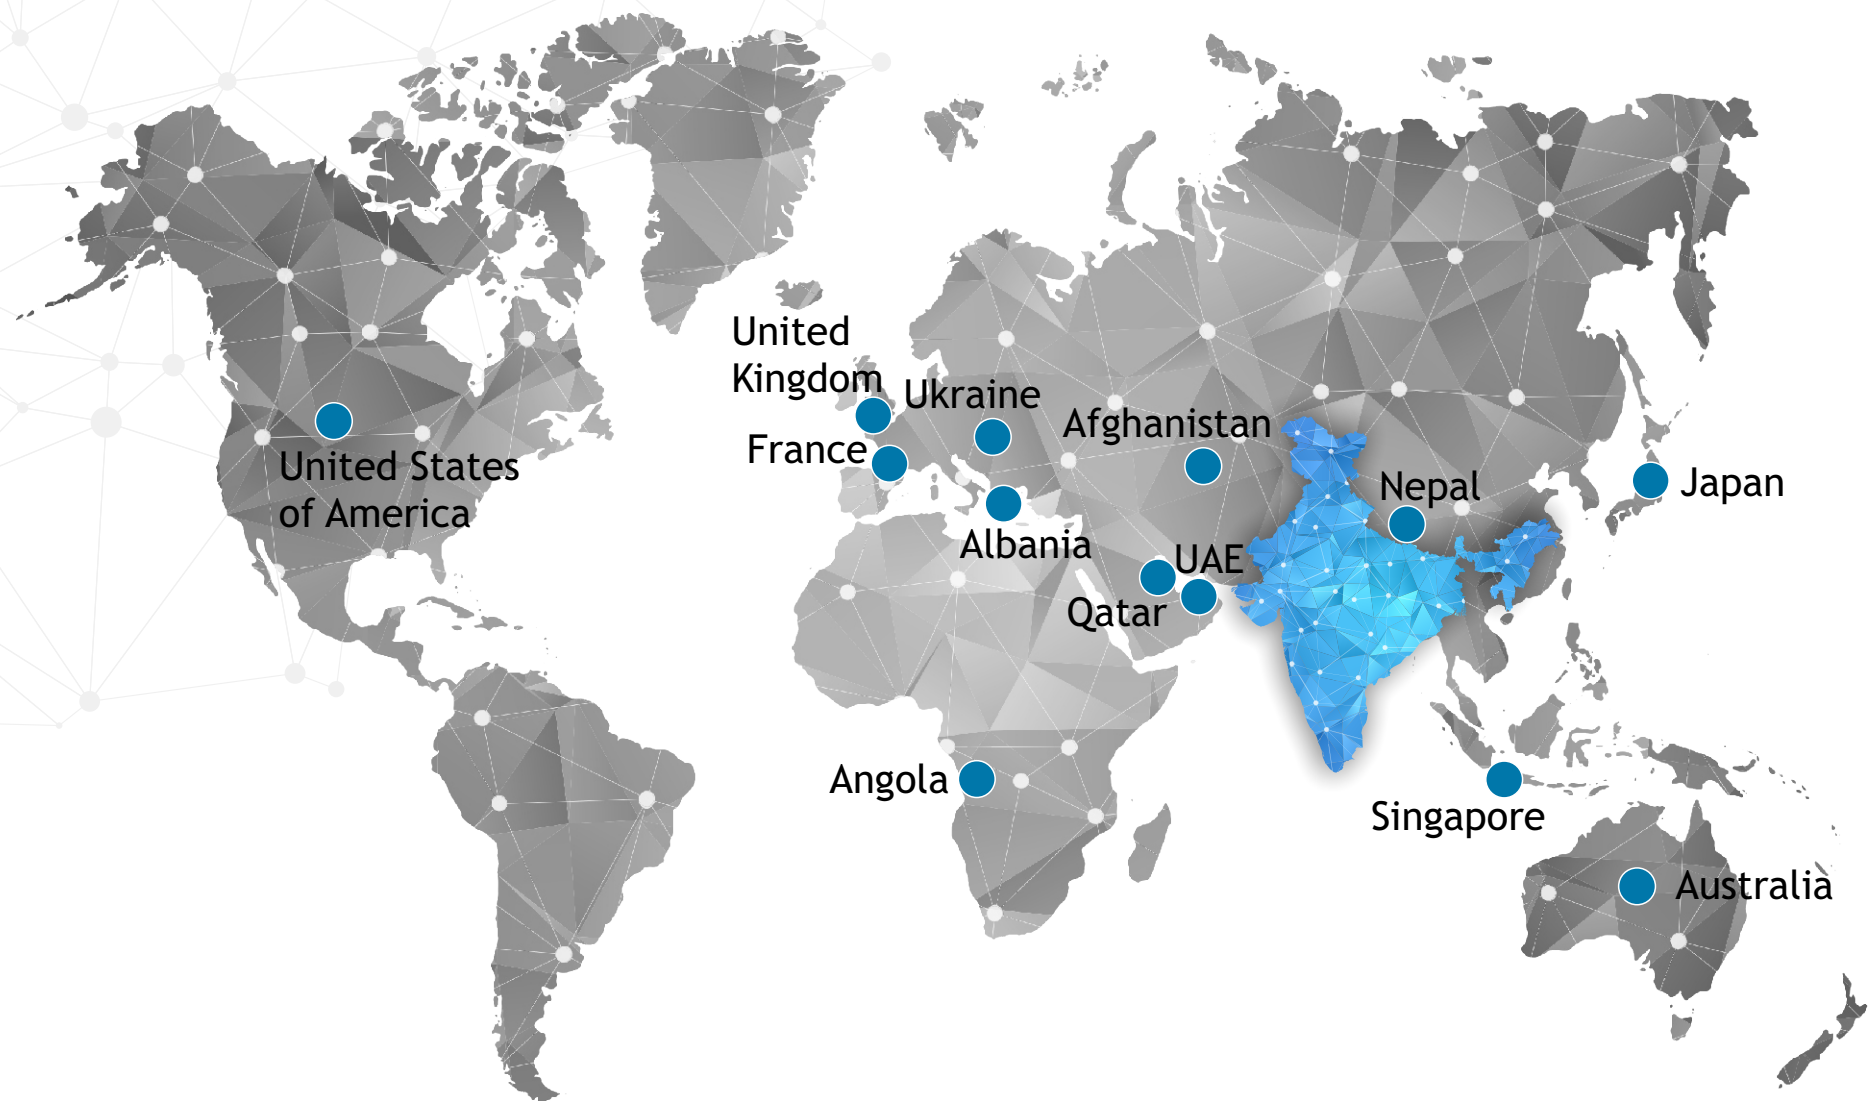 United
Kingdom
Ukraine
Afghanistan
France
United States
of America
Nepal
Japan
Albania
UAE
Qatar
Angola
Singapore
Australia